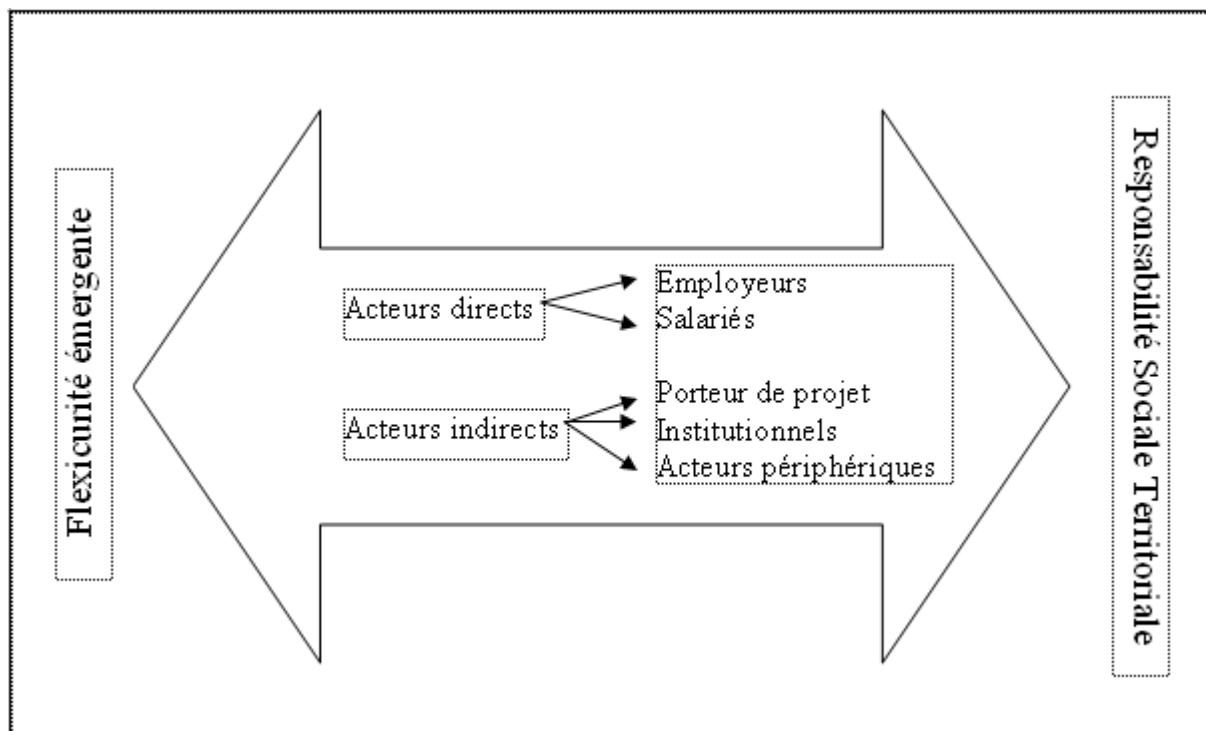 Flexicurité émergente
Acteurs directs
Employeurs
Salariés
Acteurs indirects
Porteur de projet
Institutionnels
Acteurs périphériques
Responsabilité Sociale Territoriale